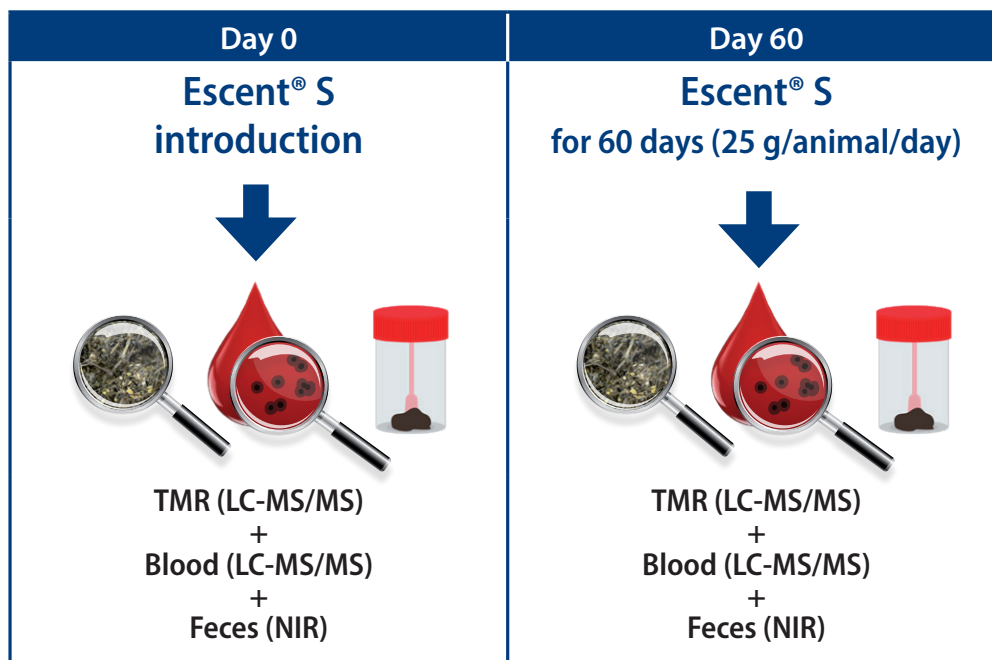 Day 0
Escent® S
introduction
TMR (LC-MS/MS)
+
Blood (LC-MS/MS)
+
Feces (NIR)
Day 60
Escent® S
for 60 days (25 g/animal/day)
TMR (LC-MS/MS)
+
Blood (LC-MS/MS)
+
Feces (NIR)